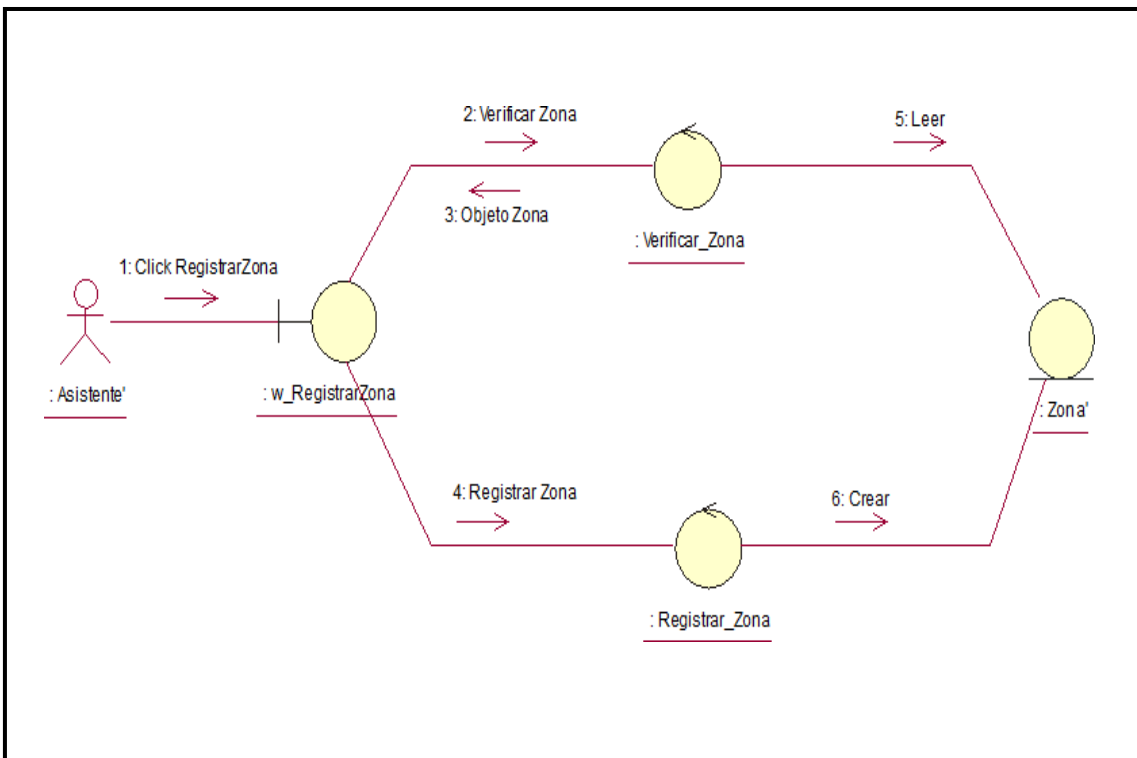 2: Verificar Zona
5: Leer
3: Objeto Zona
: Verificar_Zona
1: Click RegistrarZona
: Asistente'
: w_RegistrarZona
: Zona'
4: Registrar Zona
6: Crear
: Registrar_Zona